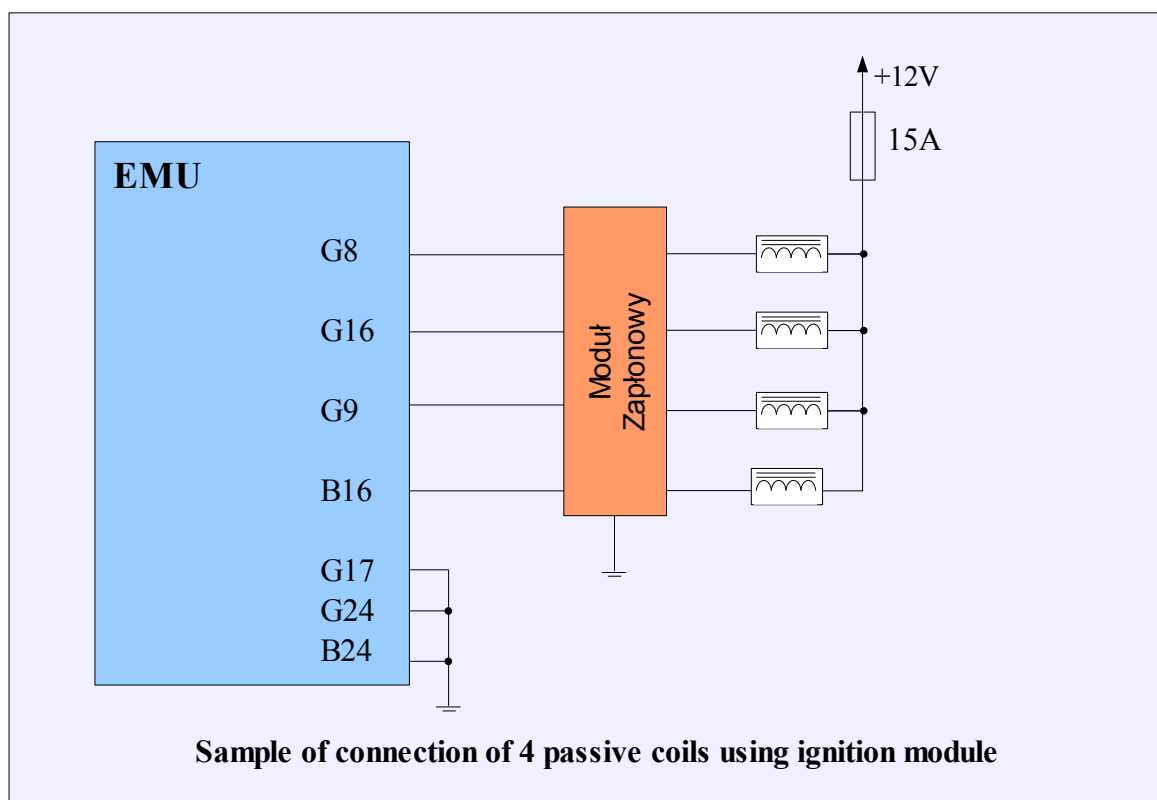 +12V
15A
EMU
G8
G16
G9
B16
G17
G24
B24
Moduł
Zapłonowy
Sample of connection of 4 passive coils using ignition module